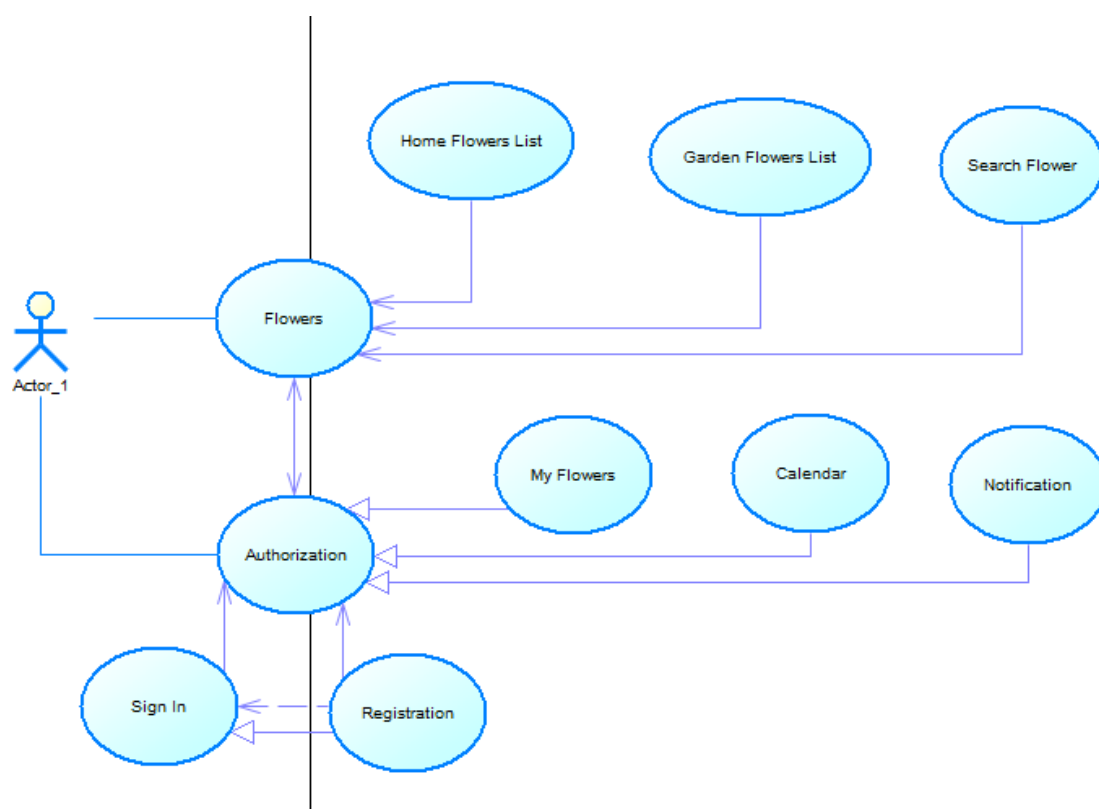 Home Flowers List
Garden Flowers List
Search Flower
Flowers
Actor_1
My Flowers
Calendar
Notification
Authorization
Sign In
Registration